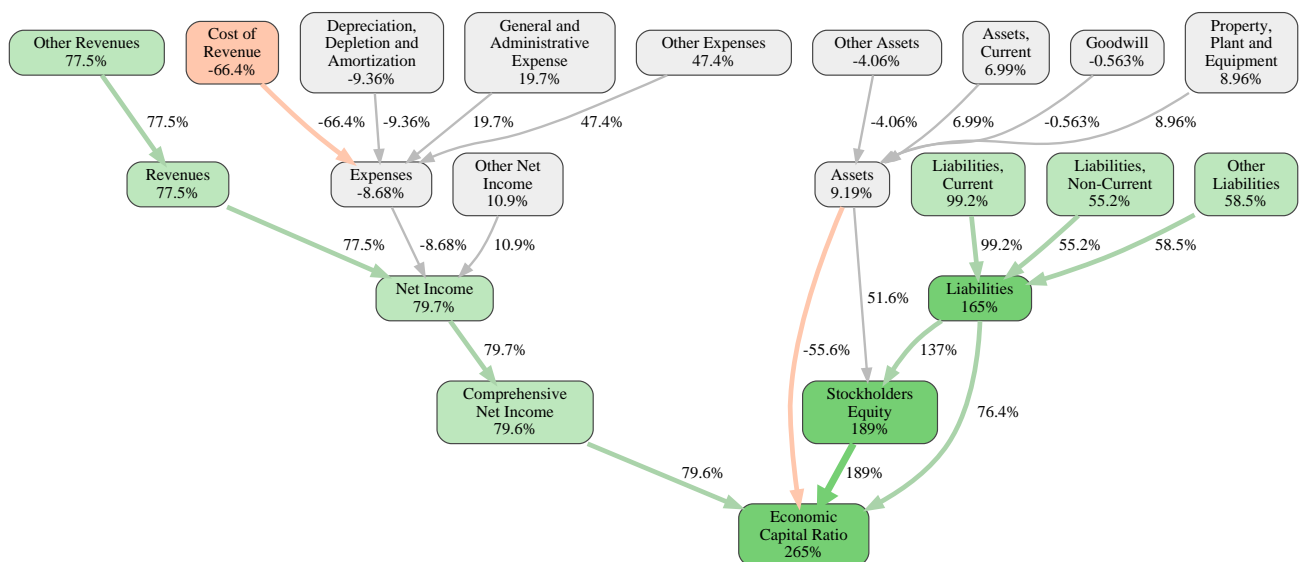 Other Revenues
77.5%
Cost of
Revenue
-66.4%
Depreciation,
Depletion and
Amortization
-9.36%
General and
Administrative
Expense
19.7%
Other Expenses
47.4%
Other Assets
-4.06%
Assets,
Current
6.99%
Goodwill
-0.563%
Property,
Plant and
Equipment
8.96%
77.5%
-66.4%
-9.36%
19.7%
47.4%
-4.06%
6.99%
-0.563%
8.96%
Revenues
77.5%
Expenses
-8.68%
Other Net
Income
10.9%
Assets
9.19%
Liabilities,
Current
99.2%
Liabilities,
Non-Current
55.2%
Other
Liabilities
58.5%
77.5%
-8.68%
10.9%
99.2%
55.2%
58.5%
Net Income
79.7%
51.6%
Liabilities
165%
79.7%
-55.6%
137%
Comprehensive
Net Income
79.6%
Stockholders
Equity
189%
76.4%
79.6%
189%
Economic
Capital Ratio
265%